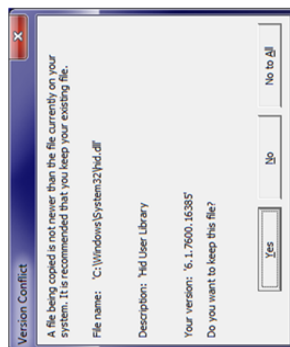 Version Conflict
A file being copied is not newer than the file currently on your
system. It is recommended that you keep your existing file.
File name: 'C:\Windows\System32\hid.dll'
Description: 'Hid User Library'
Your version: '6.1.7600.16385'
Do you want to keep this file?
Yes
No
No to All